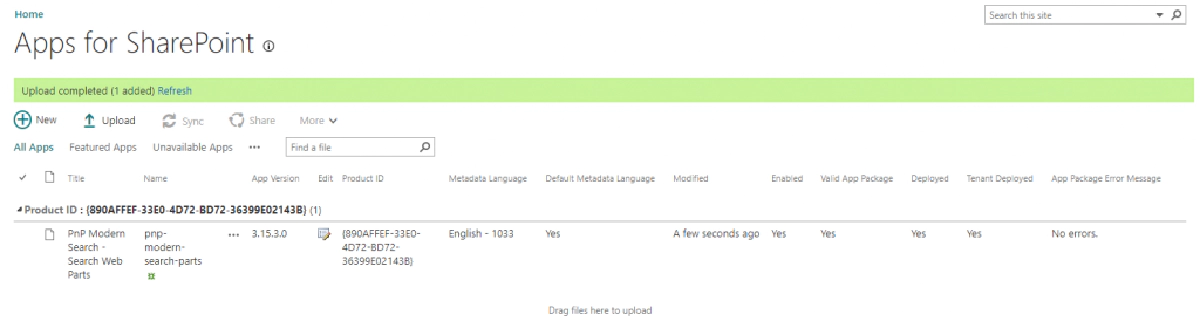 Home
Search this site
Apps for SharePoint
Upload completed (1 added) Refresh
New Upload Sync Share More
All Apps Featured Apps Unavailable Apps ••• Find a file
Title Name App Version Edit Product ID Metadata Language Default Metadata Language Modified Enabled Valid App Package Deployed Tenant Deployed App Package Error Message
Product ID : {890AFFEF-33E0-4D72-BD72-36399E02143B} (1)
PnP Modern pnp- ••• 3.15.3.0 {890AFFEF-33E0- English - 1033 Yes A few seconds ago Yes Yes Yes Yes No errors.
Search - modern- 4D72-BD72-
Search Web search-parts 36399E02143B}
Parts
Drag files here to upload